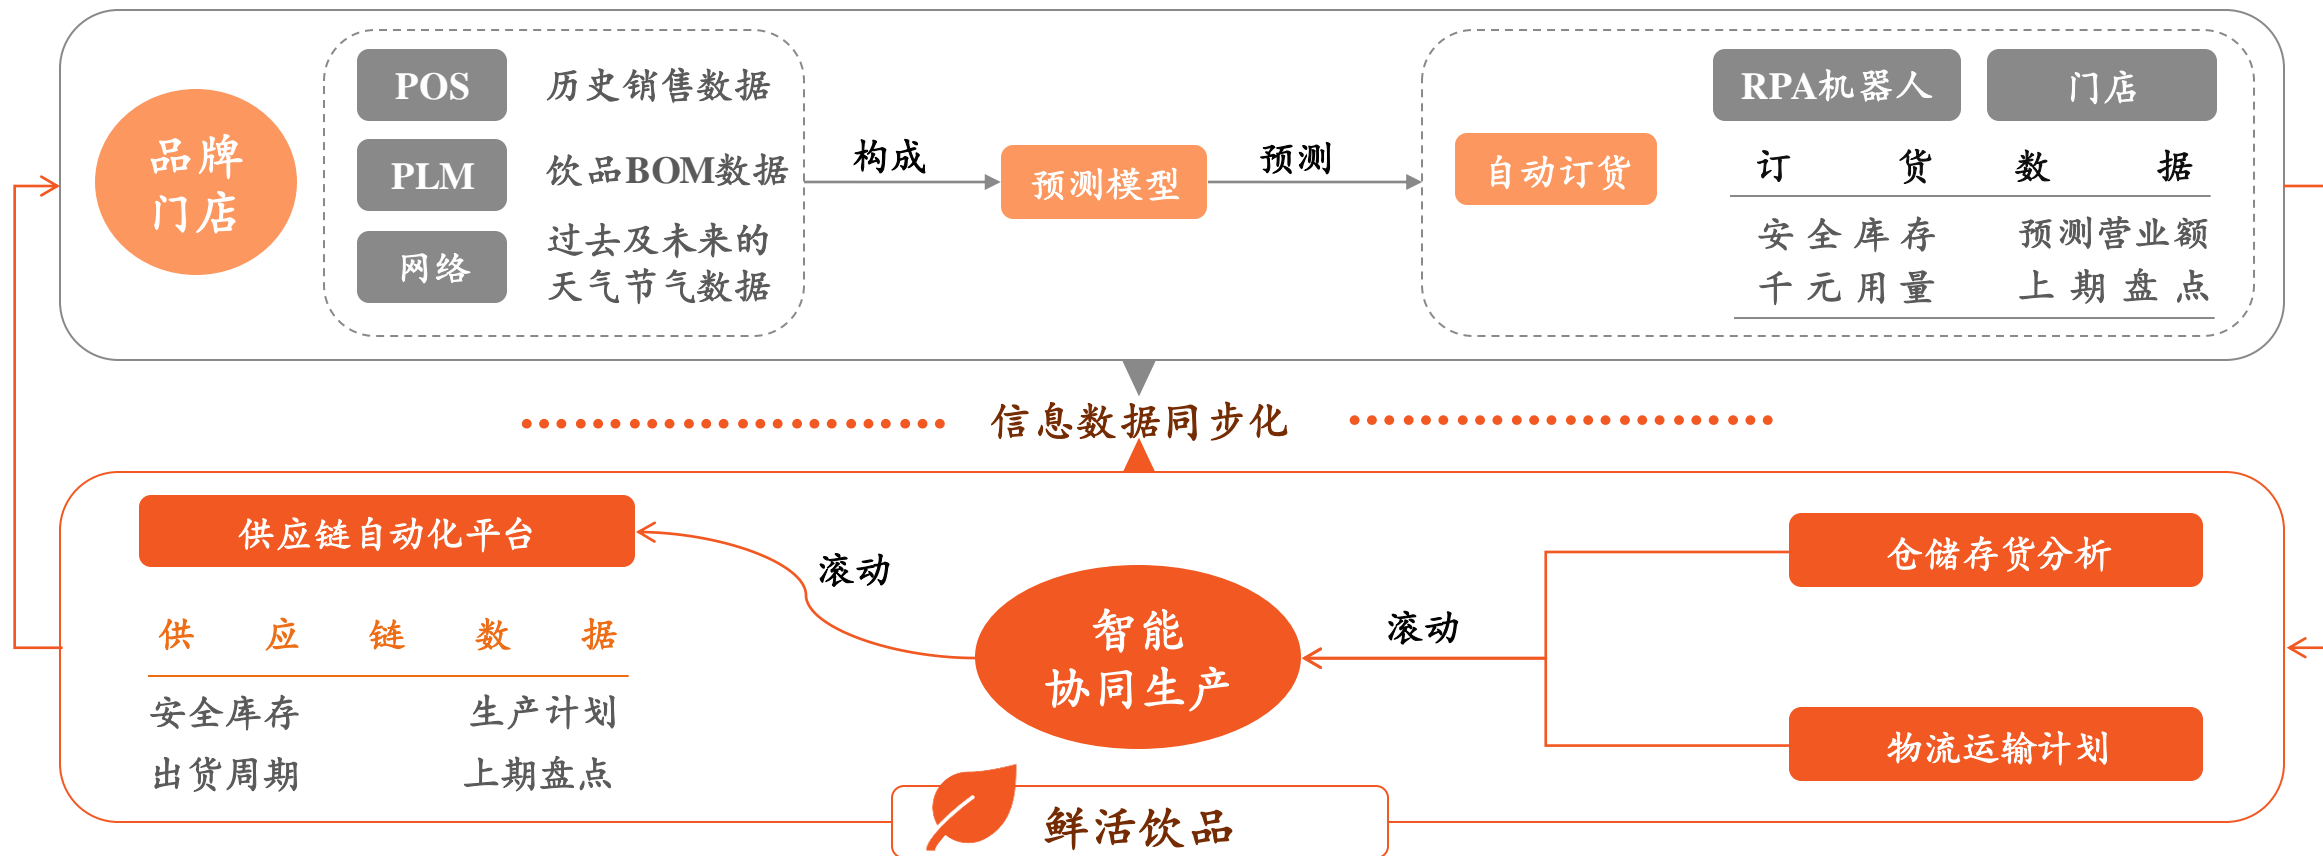 品牌
门店
POS
历史销售数据
PLM
饮品BOM数据
网络
过去及未来的
天气节气数据
构成
预测模型
预测
自动订货
RPA机器人
门店
订货数据
安全库存
预测营业额
千元用量
上期盘点
信息数据同步化
供应链自动化平台
供应链数据
安全库存
生产计划
出货周期
上期盘点
滚动
智能
协同生产
滚动
仓储存货分析
物流运输计划
鲜活饮品